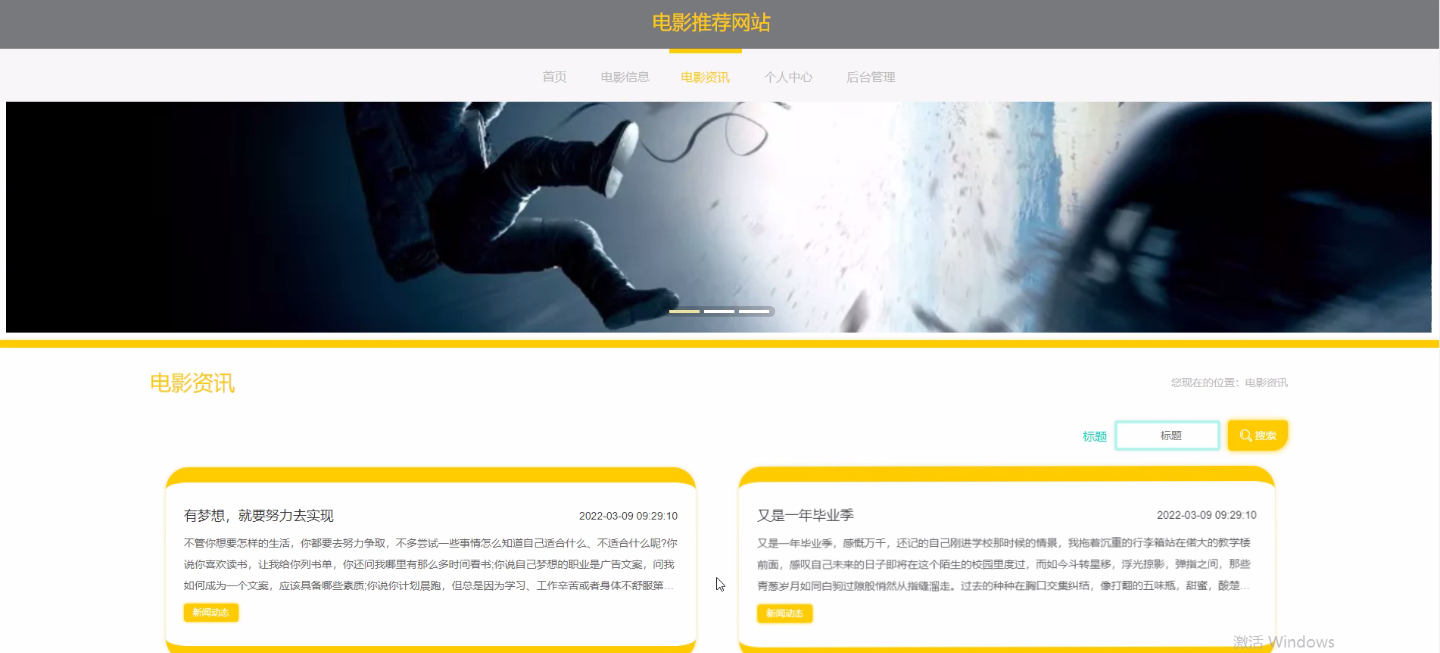 电影推荐网站
首页 电影信息 电影资讯 个人中心 后台管理
电影资讯
您现在的位置：电影资讯
标题 标题 搜索
有梦想，就要努力去实现 2022-03-09 09:29:10
不管你想要怎样的生活，你都要去努力争取，不多尝试一些事情怎么知道自己适合什么、不适合什么呢?你
说你喜欢读书，让我给你列书单，你还问我哪里有那么多时间看书;你说自己梦想的职业是广告文案，问我
如何成为一个文案，应该具备哪些素质;你说你计划晨跑，但总是因为学习、工作辛苦或者身体不舒服第...
新闻动态
又是一年毕业季 2022-03-09 09:29:10
又是一年毕业季，感慨万千，还记的自己刚进学校那时候的情景，我拖着沉重的行李箱站在偌大的教学楼
前面，感叹自己未来的日子即将在这个陌生的校园里度过，而如今斗转星移，浮光掠影，弹指之间，那些
青葱岁月如同白驹过隙般悄然从指缝溜走。过去的种种在胸口交集纠结，像打翻的五味瓶，甜蜜，酸楚...
新闻动态
激活 Windows